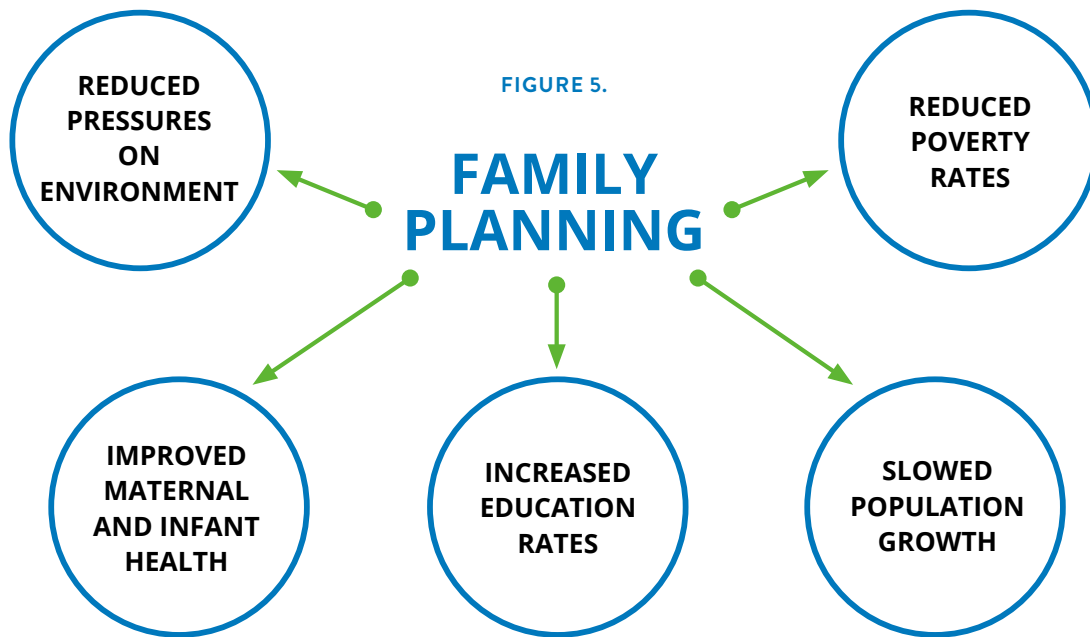 FIGURE 5.
FAMILY
PLANNING
REDUCED
PRESSURES
ON
ENVIRONMENT
REDUCED
POVERTY
RATES
IMPROVED
MATERNAL
AND INFANT
HEALTH
INCREASED
EDUCATION
RATES
SLOWED
POPULATION
GROWTH